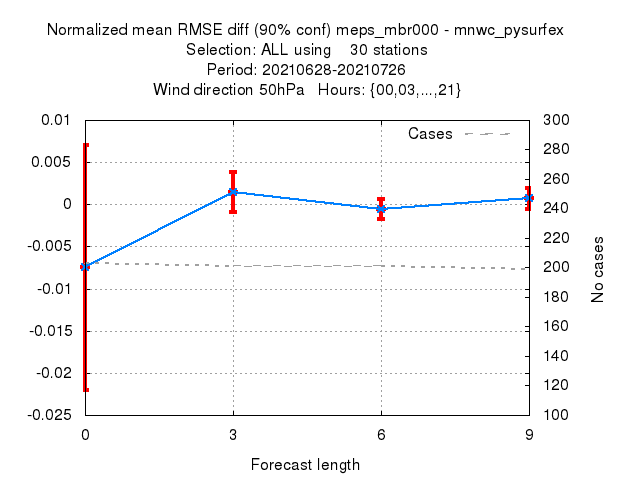 Normalized mean RMSE diff (90% conf) meps_mbr000 - mnwc_pysurfex
Selection: ALL using    30 stations
Period: 20210628-20210726
Wind direction 50hPa   Hours: {00,03,...,21}
Cases
0.01
0.005
0
-0.005
-0.01
-0.015
-0.02
-0.025
300
280
260
240
220
200
180
160
140
120
100
No cases
0 3 6 9
Forecast length